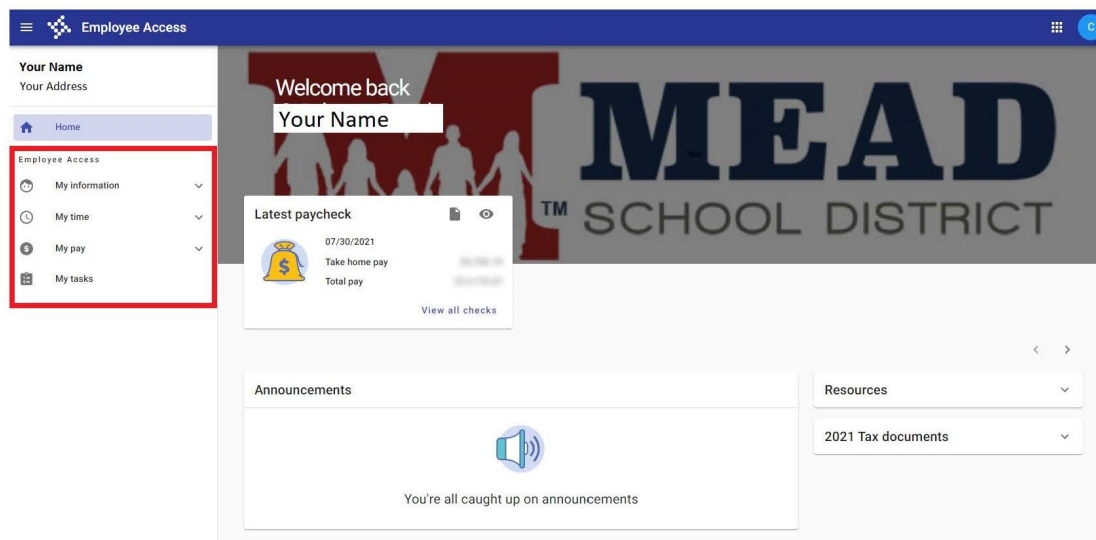 Employee Access
C
Your Name
Your Address
Home
Employee Access
My information
My time
My pay
My tasks
Welcome back
Your Name
MEAD
TM SCHOOL DISTRICT
Latest paycheck
07/30/2021
Take home pay
Total pay
View all checks
Announcements
You're all caught up on announcements
Resources
2021 Tax documents